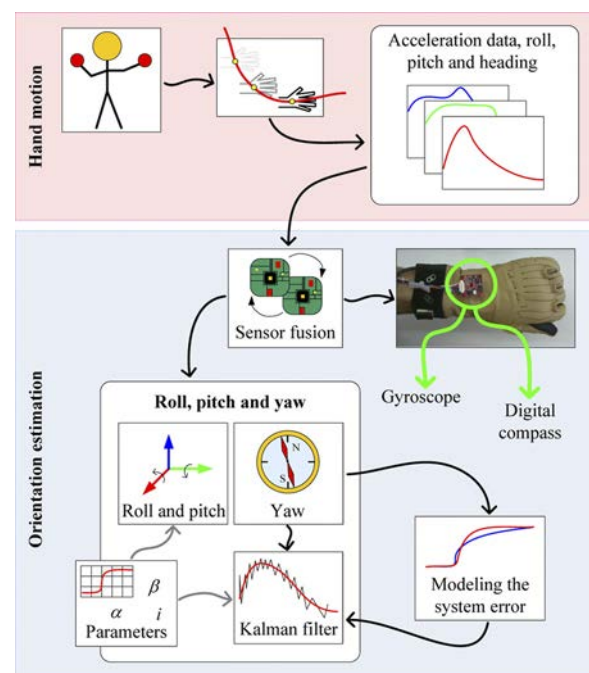 Hand motion
Acceleration data, roll,
pitch and heading
Orientation estimation
Sensor fusion
Gyroscope
Digital
compass
Roll, pitch and yaw
Roll and pitch
N
S
Yaw
β
α i
Parameters
Kalman filter
Modeling the
system error